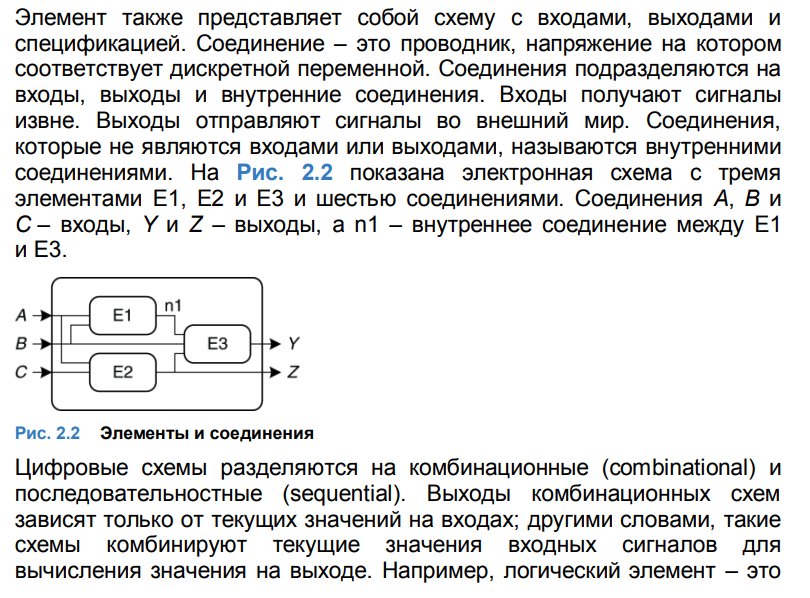 Элемент также представляет собой схему с входами, выходами и
спецификацией. Соединение – это проводник, напряжение на котором
соответствует дискретной переменной. Соединения подразделяются на
входы, выходы и внутренние соединения. Входы получают сигналы
извне. Выходы отправляют сигналы во внешний мир. Соединения,
которые не являются входами или выходами, называются внутренними
соединениями. На Рис. 2.2 показана электронная схема с тремя
элементами E1, E2 и E3 и шестью соединениями. Соединения A, B и
C – входы, Y и Z – выходы, а n1 – внутреннее соединение между E1
и E3.
A E1 n1
B E3 Y
C E2 Z
Рис. 2.2 Элементы и соединения
Цифровые схемы разделяются на комбинационные (combinational) и
последовательностные (sequential). Выходы комбинационных схем
зависят только от текущих значений на входах; другими словами, такие
схемы комбинируют текущие значения входных сигналов для
вычисления значения на выходе. Например, логический элемент – это